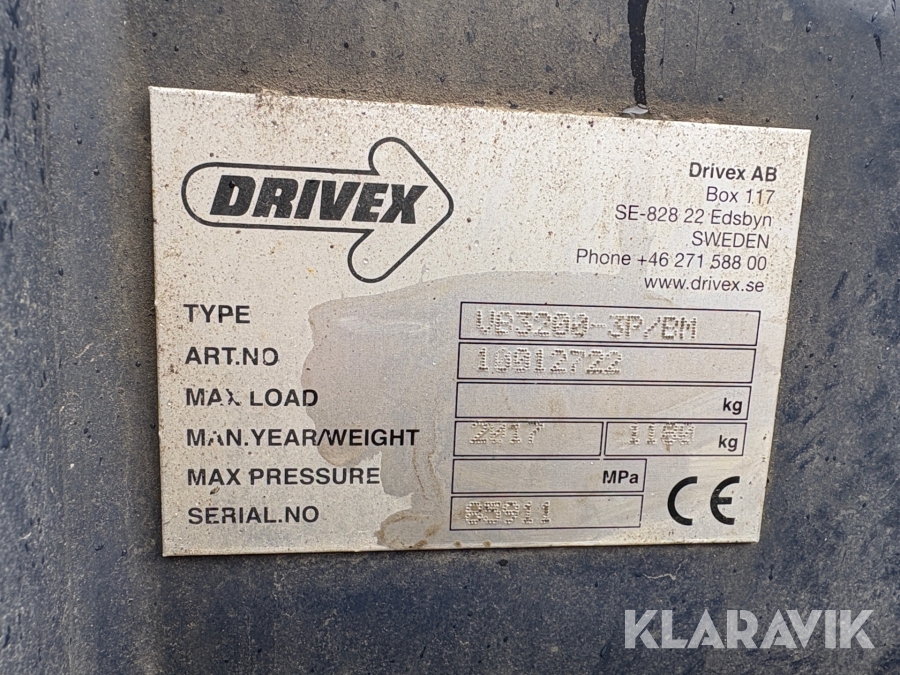 DRIVEX
Drivex AB
Box 117
SE-828 22 Edsbyn
SWEDEN
Phone +46 271 588 00
www.drivex.se
TYPE VB3200-3P/BM
ART.NO 10012722
MAX LOAD kg
MAN.YEAR/WEIGHT 2017 1100 kg
MAX PRESSURE MPa
SERIAL.NO
CE
KLARAVIK